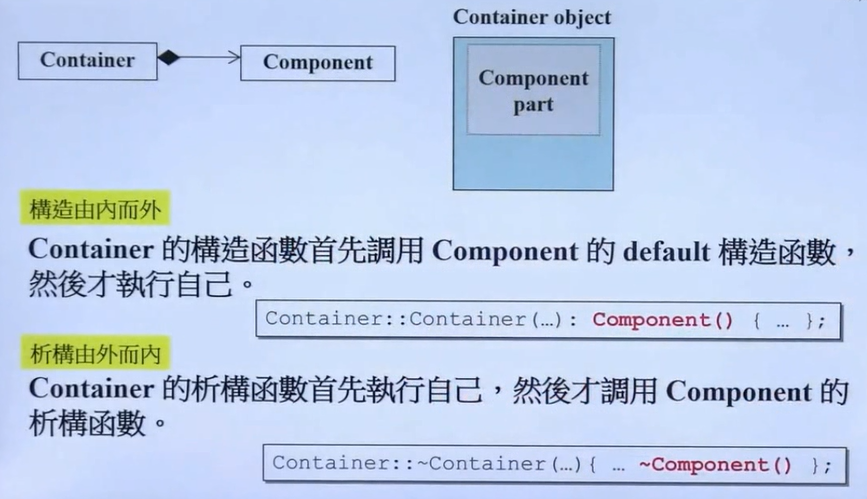 Container object
Container
Component
Component
part
構造由內而外
Container 的構造函數首先調用 Component 的 default 構造函數，
然後才執行自己。
Container::Container(…): Component() { … };
析構由外而內
Container 的析構函數首先執行自己，然後才調用 Component 的
析構函數。
Container::~Container(…){ … ~Component() };